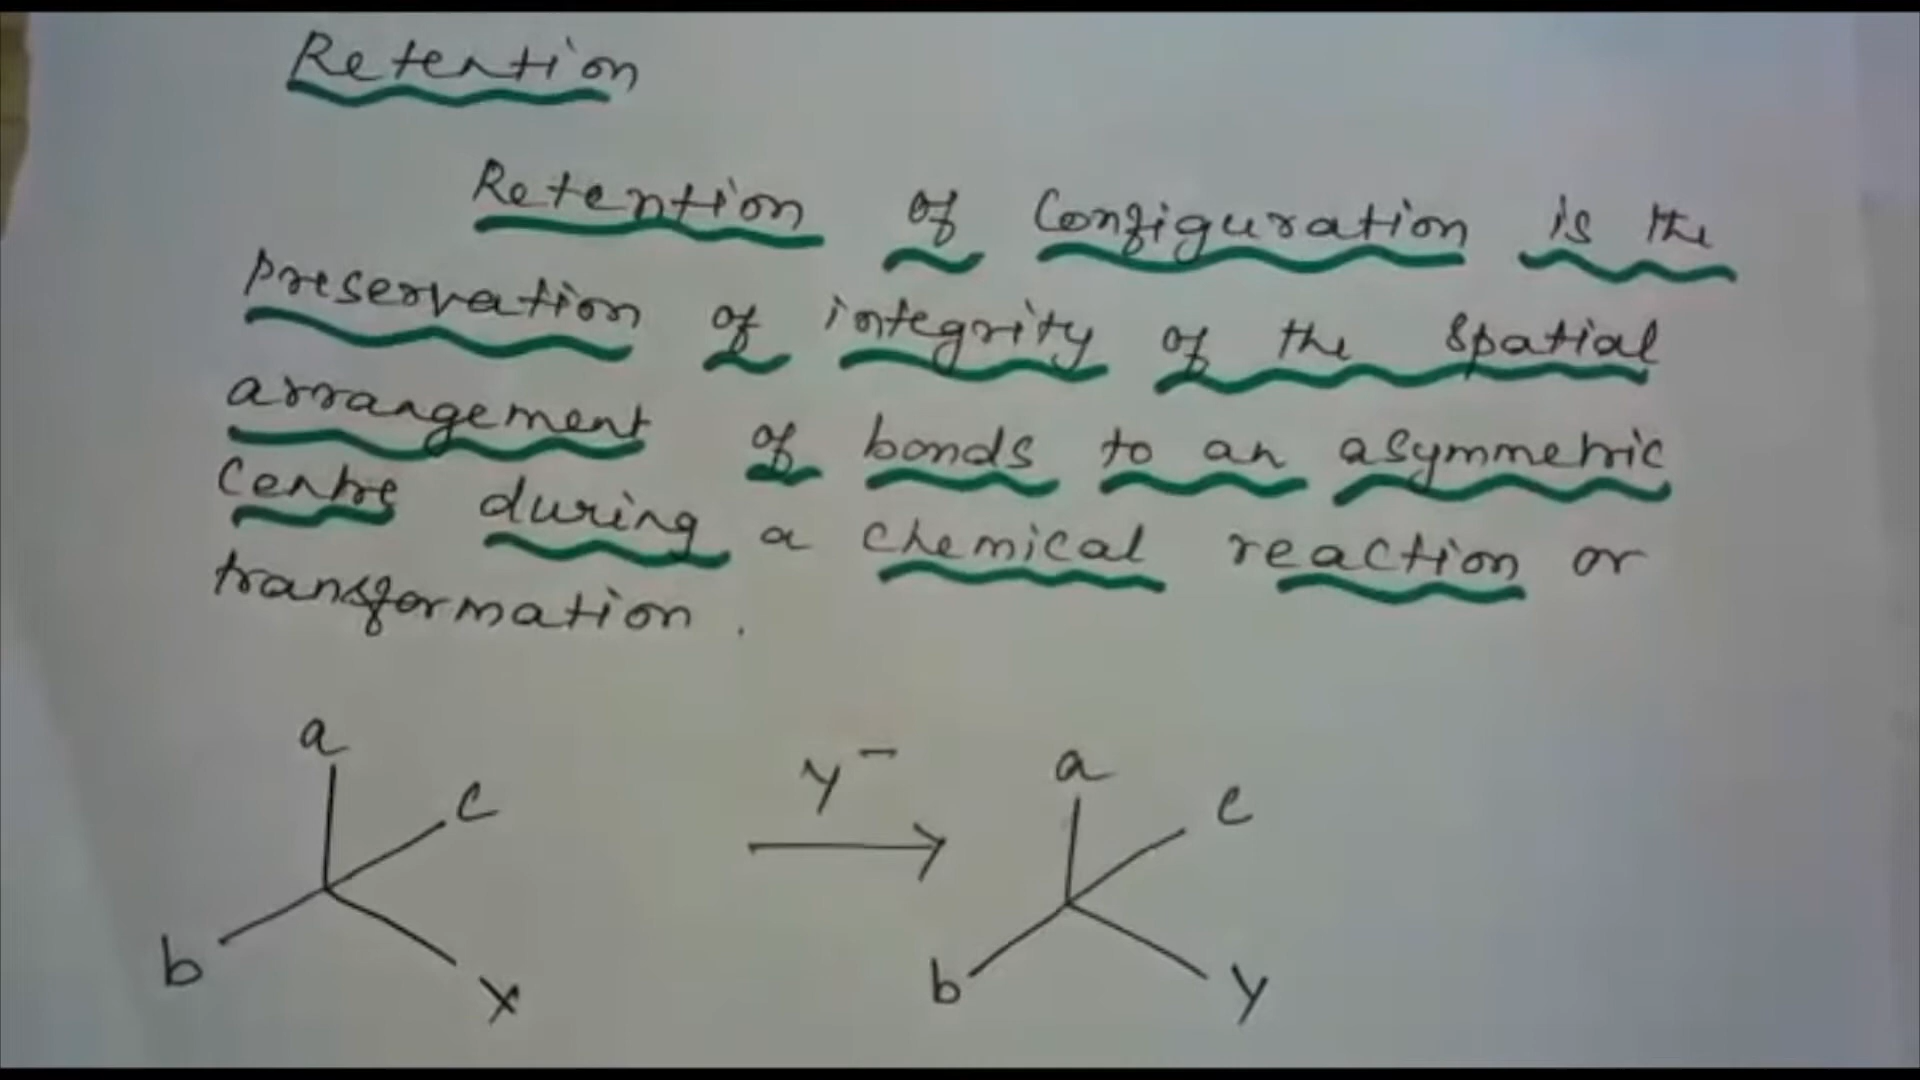 Retention
Retention of Configuration is the
preservation of integrity of the spatial
arrangement of bonds to an asymmetric
Centre during a chemical reaction or
transformation.
a
c
b
x
y⁻
a
c
b
y